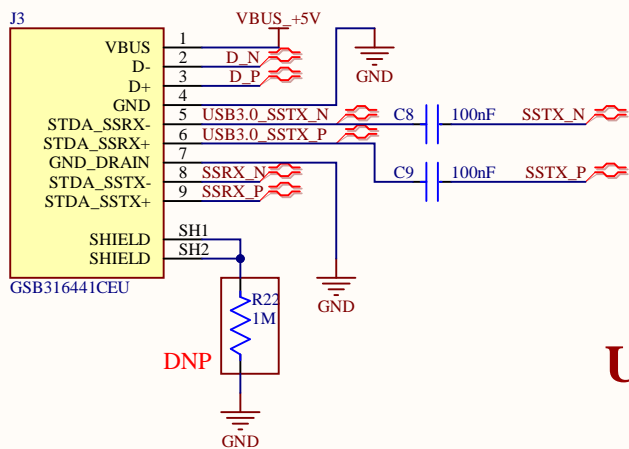 J3
VBUS_+5V
VBUS 1
D- 2 D_N
D+ 3 D_P
GND 4
GND
STDA_SSRX- 5 USB3.0_SSTX_N C8 100nF SSTX_N
STDA_SSRX+ 6 USB3.0_SSTX_P
GND_DRAIN 7
STDA_SSTX- 8 SSRX_N C9 100nF SSTX_P
STDA_SSTX+ 9 SSRX_P
SHIELD SH1
SHIELD SH2
GSB316441CEU
GND
R22
1M
DNP
GND
U